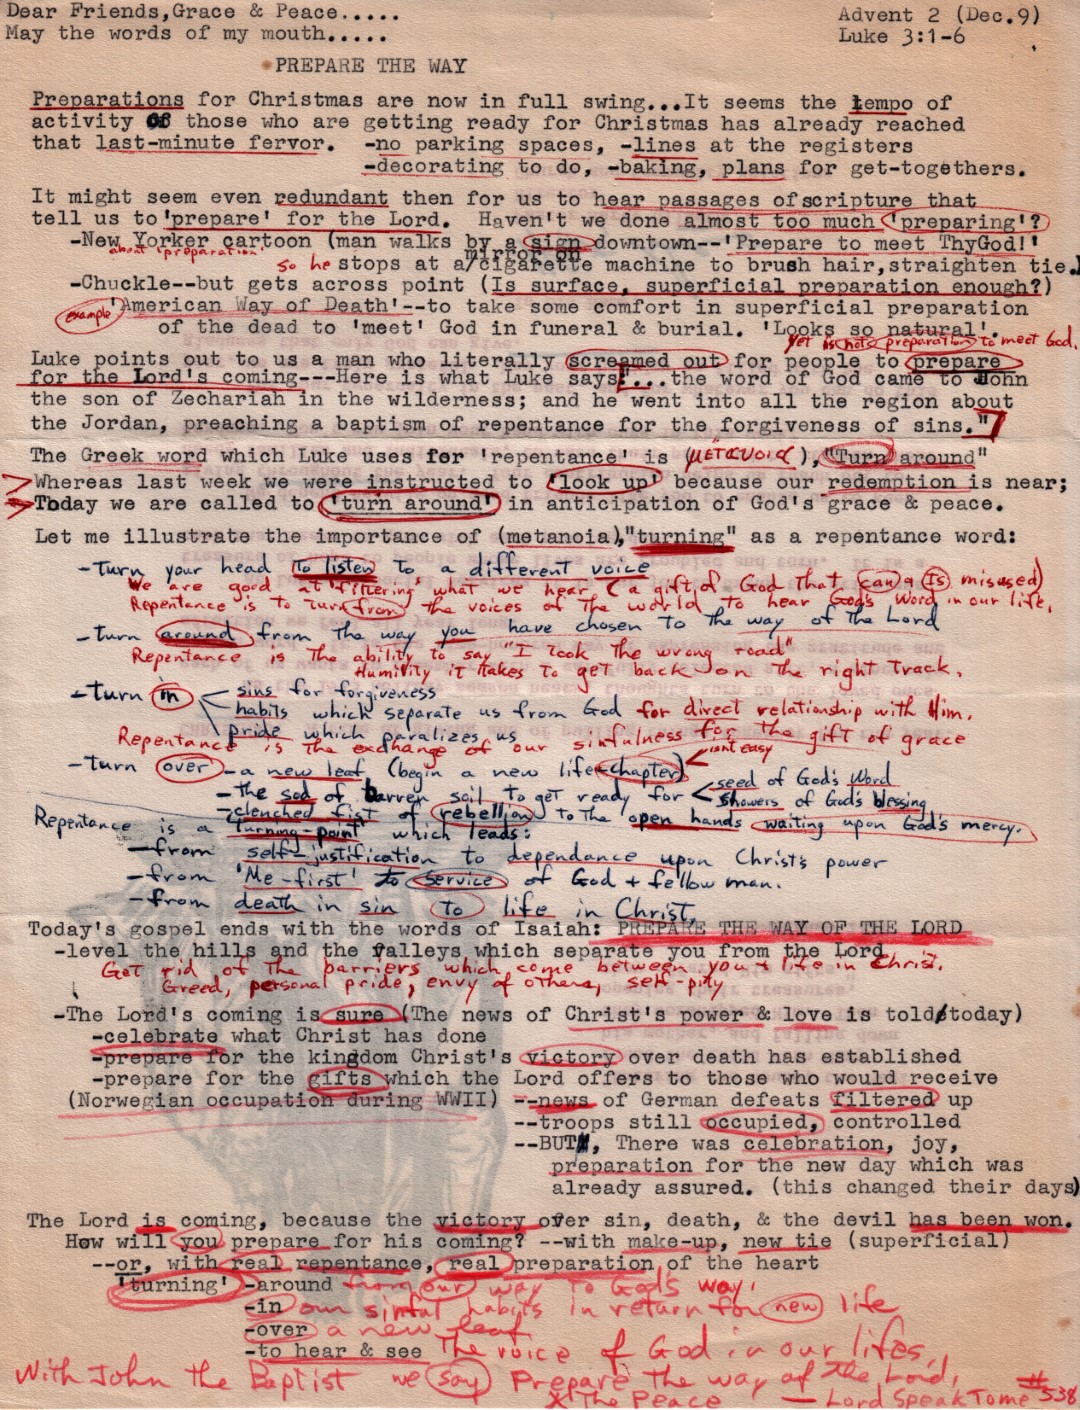 Dear Friends,Grace & Peace.....
Advent 2 (Dec.9)
May the words of my mouth.....
Luke 3:1-6
PREPARE THE WAY
Preparations for Christmas are now in full swing...It seems the tempo of
activity of those who are getting ready for Christmas has already reached
that last-minute fervor. -no parking spaces, -lines at the registers
-decorating to do, -baking, plans for get-togethers.
It might seem even redundant then for us to hear passages of scripture that
tell us to 'prepare' for the Lord. Haven't we done almost too much 'preparing'?
-New Yorker cartoon (man walks by a sign downtown--'Prepare to meet ThyGod!'
about 'preparation'
mirror on
so he stops at a/cigarette machine to brush hair,straighten tie.)
-Chuckle--but gets across point (Is surface, superficial preparation enough?)
example 'American Way of Death'--to take some comfort in superficial preparation
of the dead to 'meet' God in funeral & burial. 'Looks so natural'.
yet is not preparation to meet God.
Luke points out to us a man who literally screamed out for people to prepare
for the Lord's coming---Here is what Luke says"...the word of God came to John
the son of Zechariah in the wilderness; and he went into all the region about
the Jordan, preaching a baptism of repentance for the forgiveness of sins."
The Greek word which Luke uses for 'repentance' is (μετανοια), "Turn around"
Whereas last week we were instructed to 'look up' because our redemption is near;
Today we are called to 'turn around' in anticipation of God's grace & peace.
Let me illustrate the importance of (metanoia),"turning" as a repentance word:
-Turn your head to listen to a different voice
We are good at 'filtering' what we hear (a gift of God that can & is misused)
Repentance is to turn from the voices of the world to hear God's Word in our life.
-turn around from the way you have chosen to the way of the Lord
Repentance is the ability to say "I took the wrong road"
Humility it takes to get back on the right track.
-turn in sins for forgiveness
habits which separate us from God for direct relationship with Him.
pride which paralizes us
Repentance is the exchange of our sinfulness for the gift of grace
-turn over -a new leaf (begin a new life-chapter) isn't easy
-the sod of barren soil to get ready for seed of God's Word
showers of God's blessing
-clenched fist of rebellion to the open hands waiting upon God's mercy.
Repentance is a 'turning-point' which leads:
-from self-justification to dependance upon Christ's power
-from 'Me-first' to service of God + fellow man.
-from death in sin to life in Christ.
Today's gospel ends with the words of Isaiah: PREPARE THE WAY OF THE LORD
-level the hills and the valleys which separate you from the Lord
Get rid of the barriers which come between you + life in Christ.
Greed, personal pride, envy of others, self-pity
-The Lord's coming is sure (The news of Christ's power & love is told today)
-celebrate what Christ has done
-prepare for the kingdom Christ's victory over death has established
-prepare for the gifts which the Lord offers to those who would receive
(Norwegian occupation during WWII) --news of German defeats filtered up
--troops still occupied, controlled
--BUT, There was celebration, joy,
preparation for the new day which was
already assured. (this changed their days)
The Lord is coming, because the victory over sin, death, & the devil has been won.
How will you prepare for his coming? --with make-up, new tie (superficial)
--or, with real repentance, real preparation of the heart
'turning' -around from our way to God's way.
-in our sinful habits in return for new life
-over a new leaf
-to hear & see the voice of God in our lifes.
With John the Baptist we say Prepare the way of the Lord.
The Peace — Lord Speak To me #538